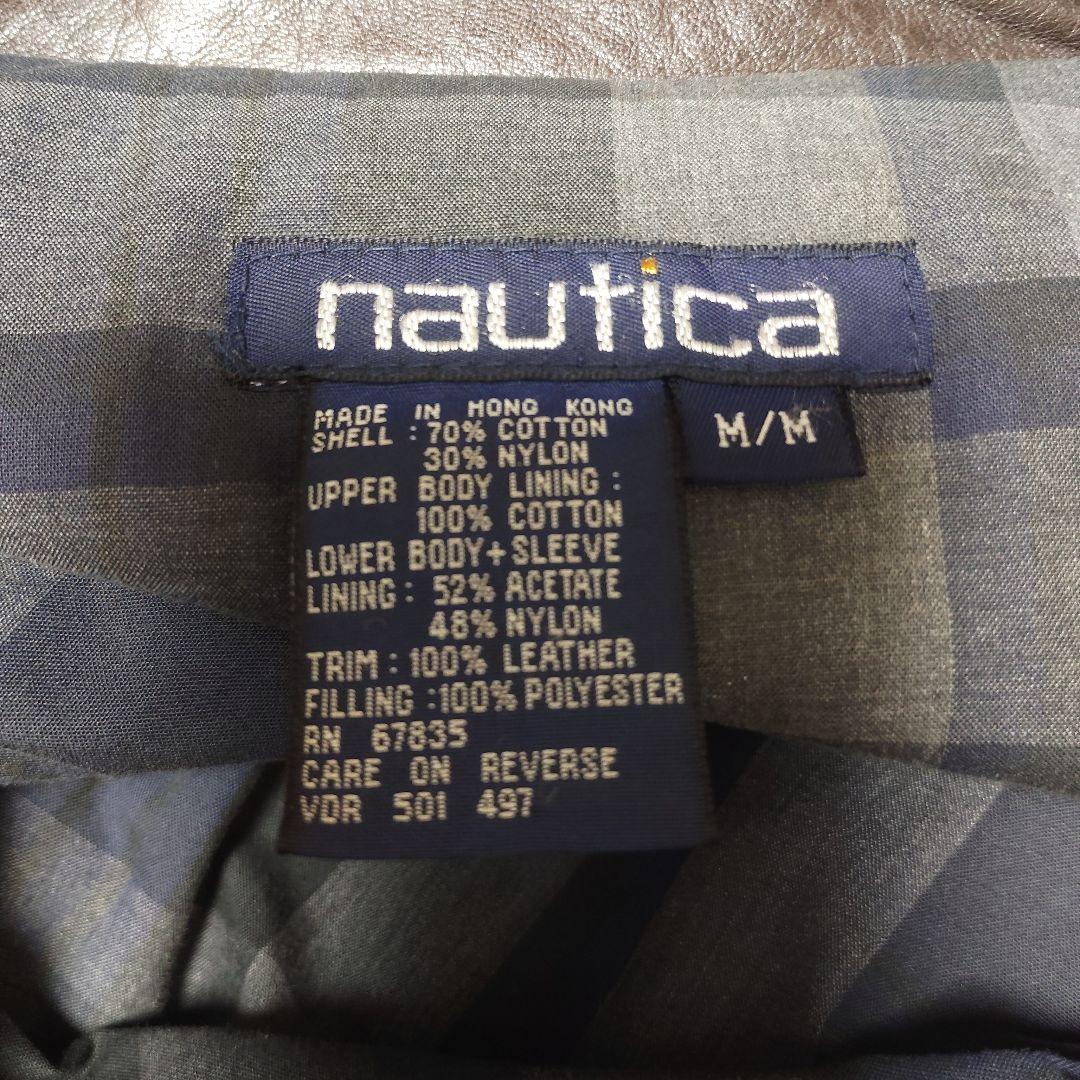 nautica
M/M
MADE IN HONG KONG
SHELL : 70% COTTON
30% NYLON
UPPER BODY LINING :
100% COTTON
LOWER BODY+SLEEVE
LINING : 52% ACETATE
48% NYLON
TRIM : 100% LEATHER
FILLING :100% POLYESTER
RN 67835
CARE ON REVERSE
VDR 501 497